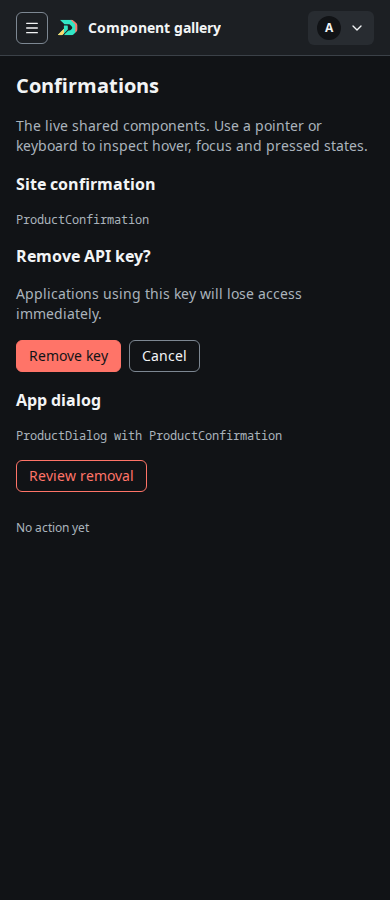 Component gallery
A
Confirmations
The live shared components. Use a pointer or
keyboard to inspect hover, focus and pressed states.
Site confirmation
ProductConfirmation
Remove API key?
Applications using this key will lose access
immediately.
Remove key
Cancel
App dialog
ProductDialog with ProductConfirmation
Review removal
No action yet